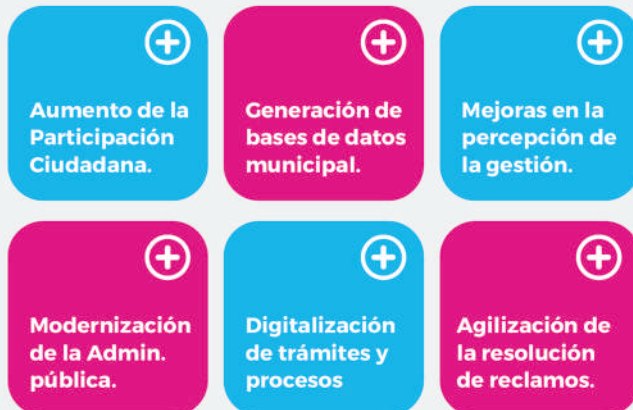 Aumento de la
Participación
Ciudadana.
Generación de
bases de datos
municipal.
Mejoras en la
percepción de
la gestión.
Modernización
de la Admin.
pública.
Digitalización
de trámites y
procesos
Agilización de
la resolución
de reclamos.